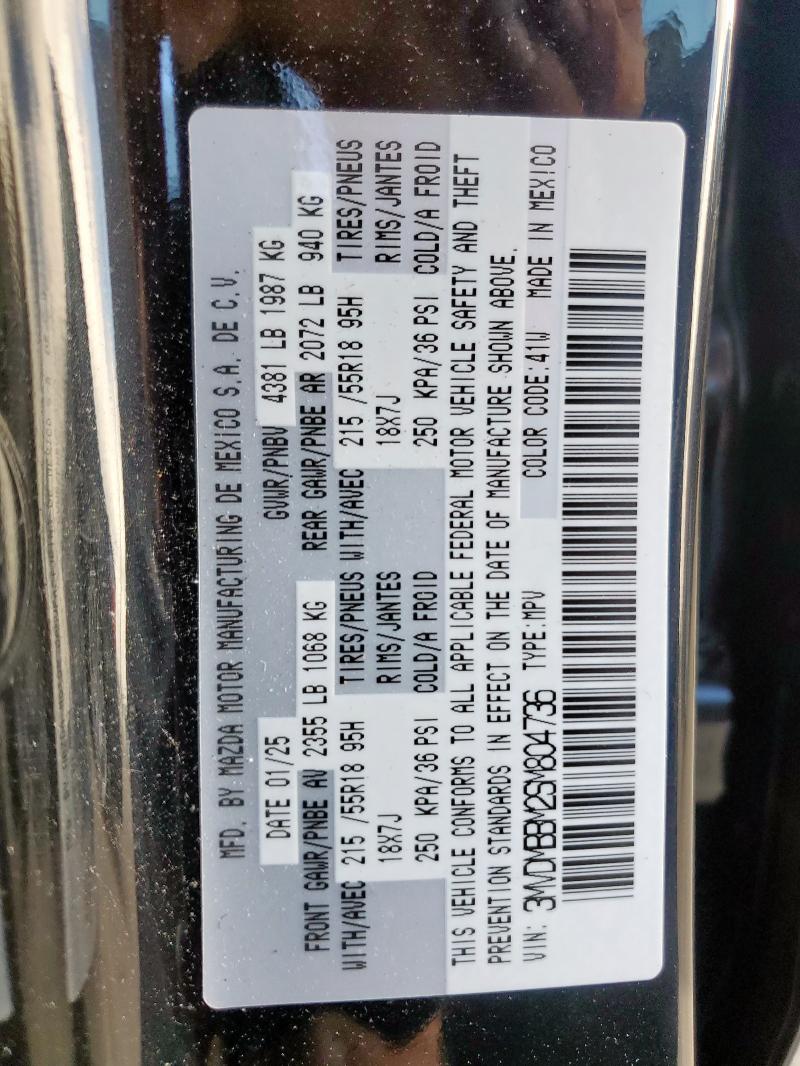 MFD. BY MAZDA MOTOR MANUFACTURING DE MEXICO S.A. DE C.V.
DATE 01/25 GVWR/PNBV 4381 LB 1987 KG
FRONT GAWR/PNBE AV 2355 LB 1068 KG REAR GAWR/PNBE AR 2072 LB 940 KG
WITH/AVEC 215 /55R18 95H TIRES/PNEUS WITH/AVEC 215 /55R18 95H TIRES/PNEUS
18X7J RIMS/JANTES 18X7J RIMS/JANTES
250 KPA/36 PSI COLD/A FROID 250 KPA/36 PSI COLD/A FROID
THIS VEHICLE CONFORMS TO ALL APPLICABLE FEDERAL MOTOR VEHICLE SAFETY AND THEFT
PREVENTION STANDARDS IN EFFECT ON THE DATE OF MANUFACTURE SHOWN ABOVE.
VIN: 3MVDMBBM2SM804736 TYPE:MPV COLOR CODE:41W MADE IN MEXICO